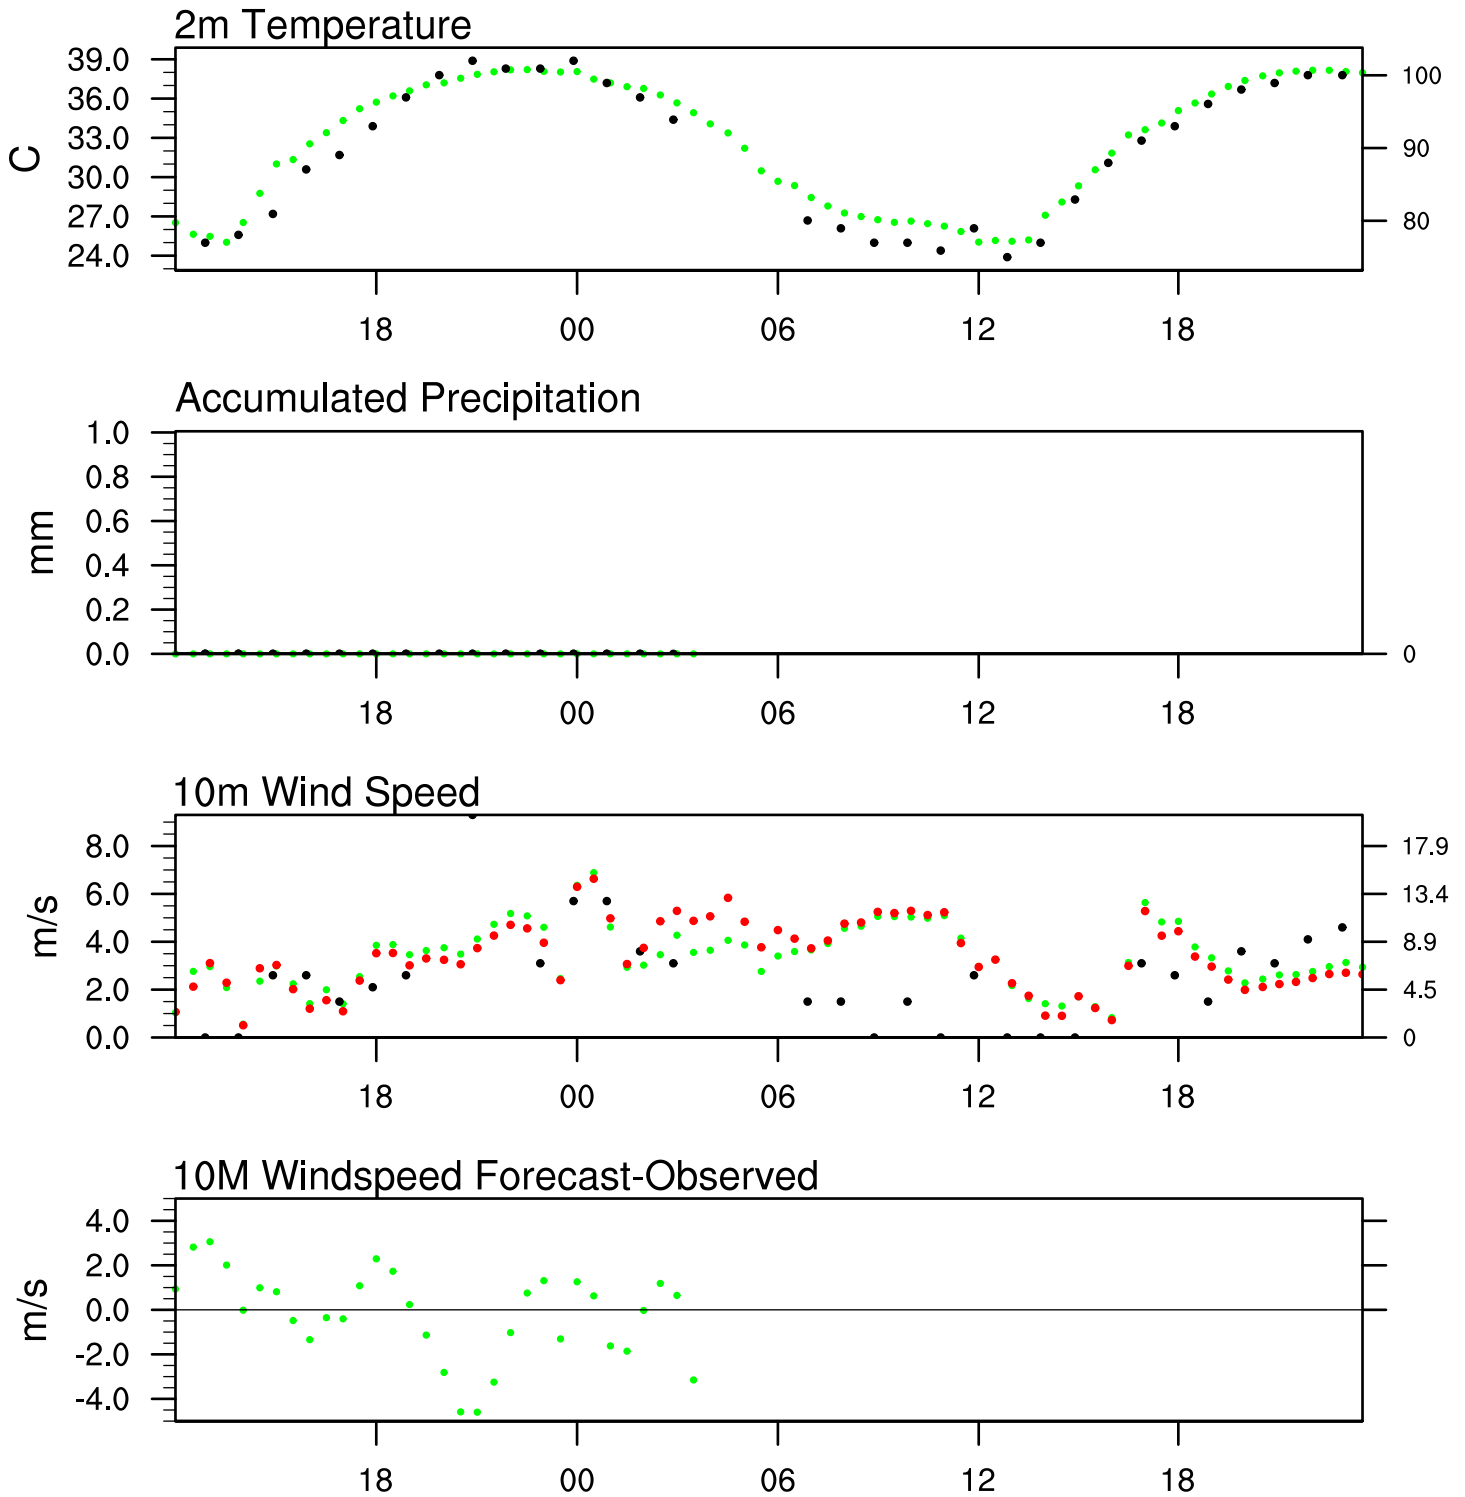 2m Temperature
39.0
36.0
33.0
30.0
27.0
24.0
C
100
90
80
18 00 06 12 18
Accumulated Precipitation
1.0
0.8
0.6
0.4
0.2
0.0
mm
0
18 00 06 12 18
10m Wind Speed
8.0
6.0
4.0
2.0
0.0
m/s
17.9
13.4
8.9
4.5
0
18 00 06 12 18
10M Windspeed Forecast-Observed
4.0
2.0
0.0
-2.0
-4.0
m/s
18 00 06 12 18